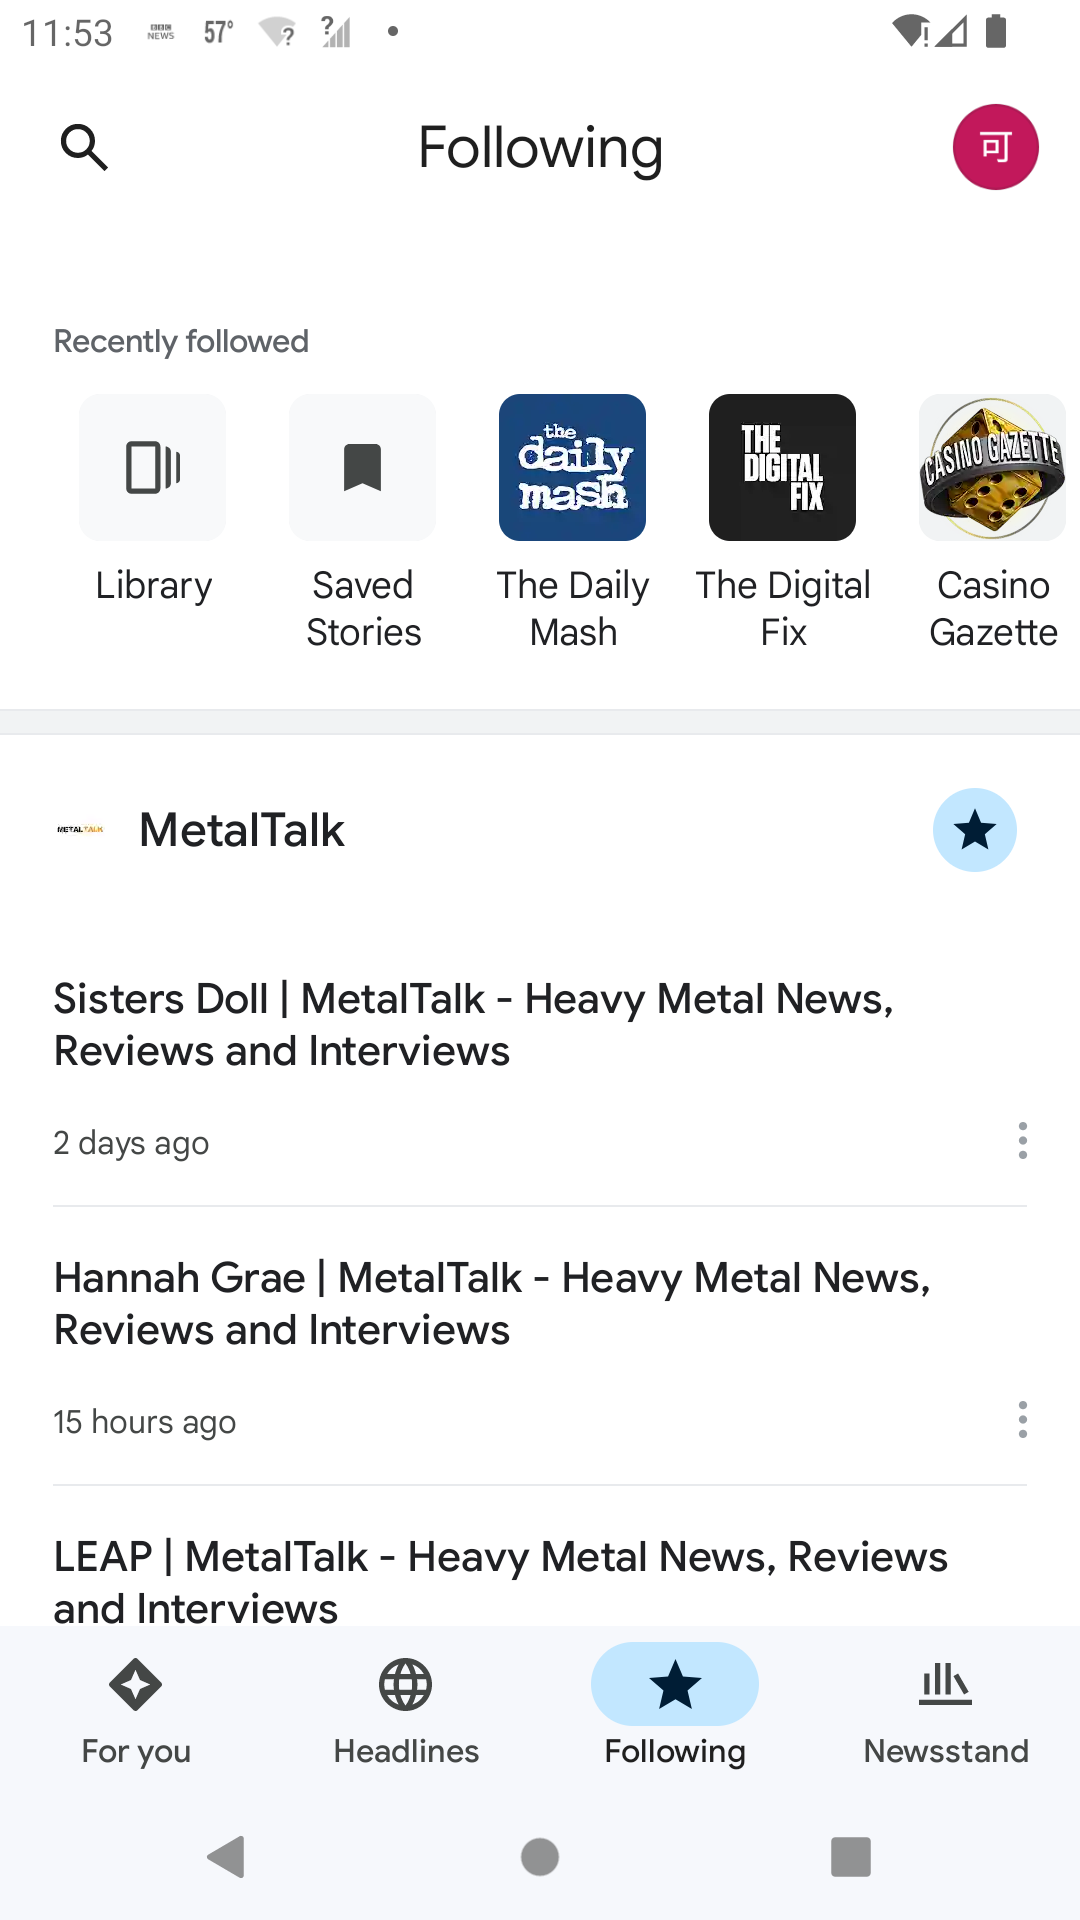 11:53
BBC
NEWS
57°
Following
可
Recently followed
the
daily
mash
THE
DIGITAL
FIX
CASINO GAZETTE
Library
Saved
Stories
The Daily
Mash
The Digital
Fix
Casino
Gazette
METALTALK
MetalTalk
Sisters Doll | MetalTalk - Heavy Metal News,
Reviews and Interviews
2 days ago
Hannah Grae | MetalTalk - Heavy Metal News,
Reviews and Interviews
15 hours ago
LEAP | MetalTalk - Heavy Metal News, Reviews
and Interviews
For you
Headlines
Following
Newsstand